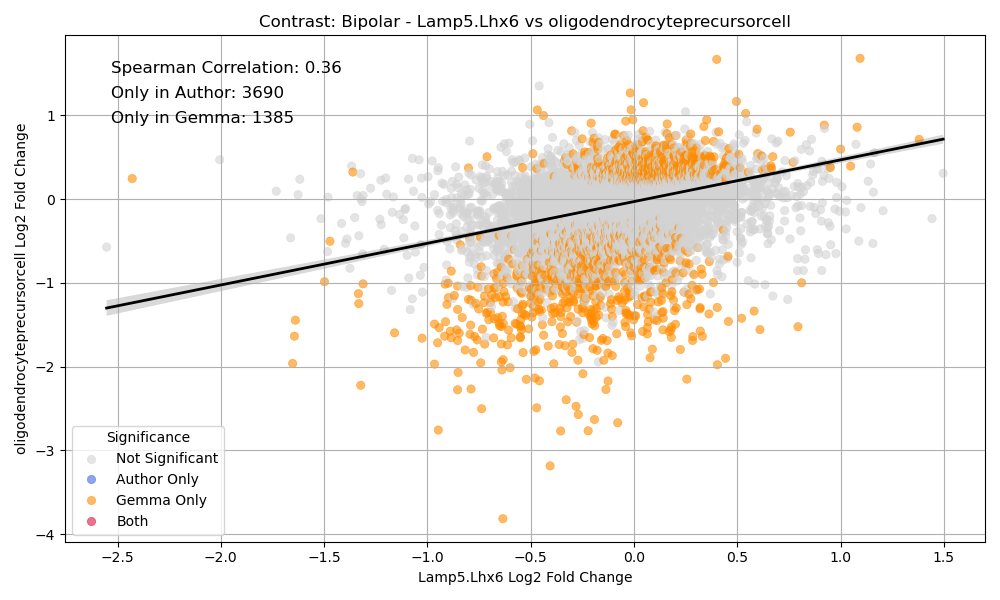 Contrast: Bipolar - Lamp5.Lhx6 vs oligodendrocyteprecursorcell
Spearman Correlation: 0.36
Only in Author: 3690
Only in Gemma: 1385
oligodendrocyteprecursorcell Log2 Fold Change
1
0
−1
−2
−3
−4
Significance
Not Significant
Author Only
Gemma Only
Both
−2.5 −2.0 −1.5 −1.0 −0.5 0.0 0.5 1.0 1.5
Lamp5.Lhx6 Log2 Fold Change